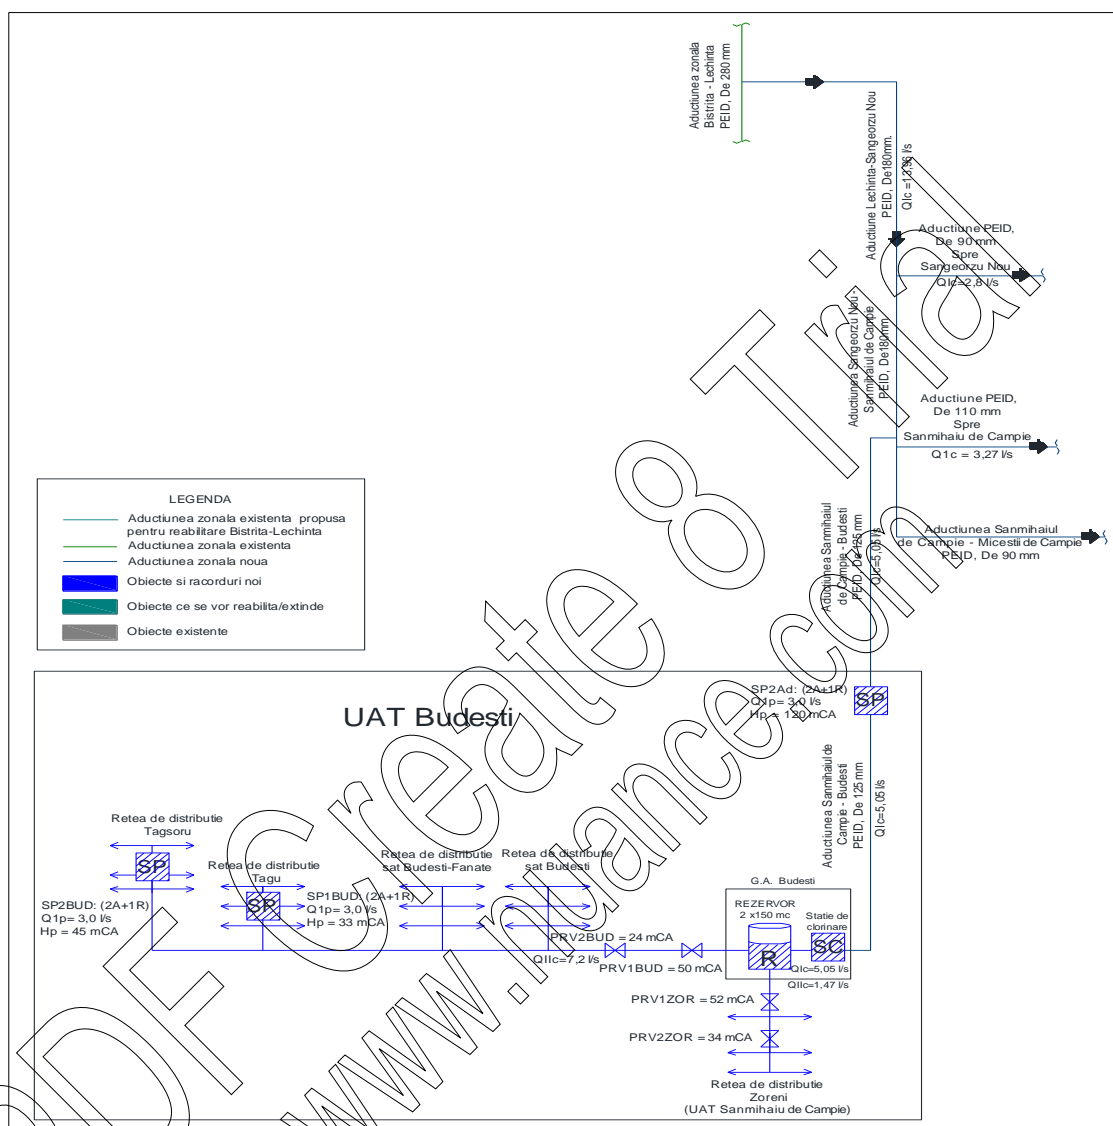 Aductiunea zonala
Bistrita - Lechinta
PEID, De 280 mm
Aductiune Lechinta-Sangeorzu Nou
PEID, De180mm.
QIc =13,96 l/s
Aductiune PEID,
De 90 mm
Spre
Sangeorzu Nou
QIc=2,8 l/s
Aductiunea Sangeorzu Nou -
Sanmihaiul de Campie
PEID, De180mm
Aductiune PEID,
De 110 mm
Spre
Sanmihaiu de Campie
Q1c = 3,27 l/s
Aductiunea Sanmihaiul
de Campie - Micestii de Campie
PEID, De 90 mm
Aductiunea Sanmihaiul
de Campie - Budesti
PEID, De 125 mm
QIc=5,05 l/s
LEGENDA
Aductiunea zonala existenta propusa
pentru reabilitare Bistrita-Lechinta
Aductiunea zonala existenta
Aductiunea zonala noua
Obiecte si racorduri noi
Obiecte ce se vor reabilita/extinde
Obiecte existente
UAT Budesti
SP2Ad: (2A+1R)
Q1p= 3,0 l/s
Hp = 120 mCA
SP
Aductiunea Sanmihaiul de
Campie - Budesti
PEID, De 125 mm
QIc=5,05 l/s
Retea de distributie
Tagsoru
SP
SP2BUD: (2A+1R)
Q1p= 3,0 l/s
Hp = 45 mCA
Retea de distributie
Tagu
SP
SP1BUD: (2A+1R)
Q1p= 3,0 l/s
Hp = 33 mCA
Retea de distributie
sat Budesti-Fanate
Retea de distributie
sat Budesti
PRV2BUD = 24 mCA
QIIc=7,2 l/s
PRV1BUD = 50 mCA
G.A. Budesti
REZERVOR
2 x150 mc
R
Statie de
clorinare
SC
QIc=5,05 l/s
QIIc=1,47 l/s
PRV1ZOR = 52 mCA
PRV2ZOR = 34 mCA
Retea de distributie
Zoreni
(UAT Sanmihaiu de Campie)
PDF Create 8 Trial
www.nuance.com